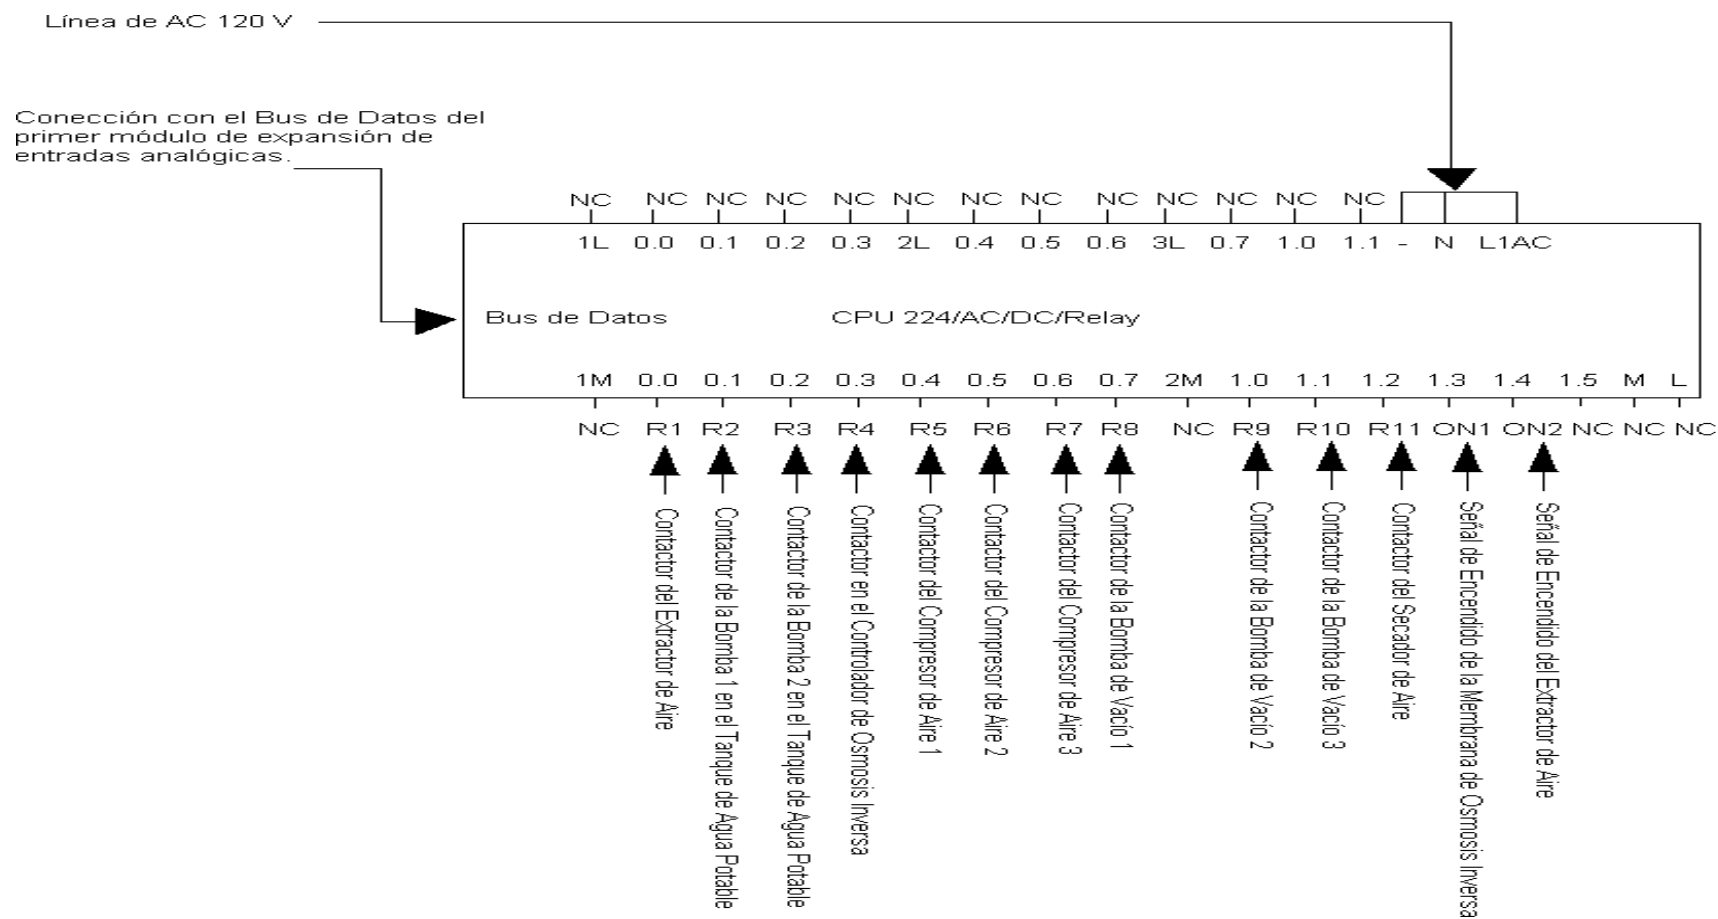 Línea de AC 120 V
Conección con el Bus de Datos del
primer módulo de expansión de
entradas analógicas.
NC NC NC NC NC NC NC NC NC NC NC NC NC
1L 0.0 0.1 0.2 0.3 2L 0.4 0.5 0.6 3L 0.7 1.0 1.1 - N L1AC
Bus de Datos CPU 224/AC/DC/Relay
1M 0.0 0.1 0.2 0.3 0.4 0.5 0.6 0.7 2M 1.0 1.1 1.2 1.3 1.4 1.5 M L
NC R1 R2 R3 R4 R5 R6 R7 R8 NC R9 R10 R11 ON1 ON2 NC NC NC
Contactor del Extractor de Aire
Contactor de la Bomba 1 en el Tanque de Agua Potable
Contactor de la Bomba 2 en el Tanque de Agua Potable
Contactor en el Controlador de Osmosis Inversa
Contactor del Compresor de Aire 1
Contactor del Compresor de Aire 2
Contactor del Compresor de Aire 3
Contactor de la Bomba de Vacío 1
Contactor de la Bomba de Vacío 2
Contactor de la Bomba de Vacío 3
Contactor del Secador de Aire
Señal de Encendido de la Membrana de Osmosis Inversa
Señal de Encendido del Extractor de Aire